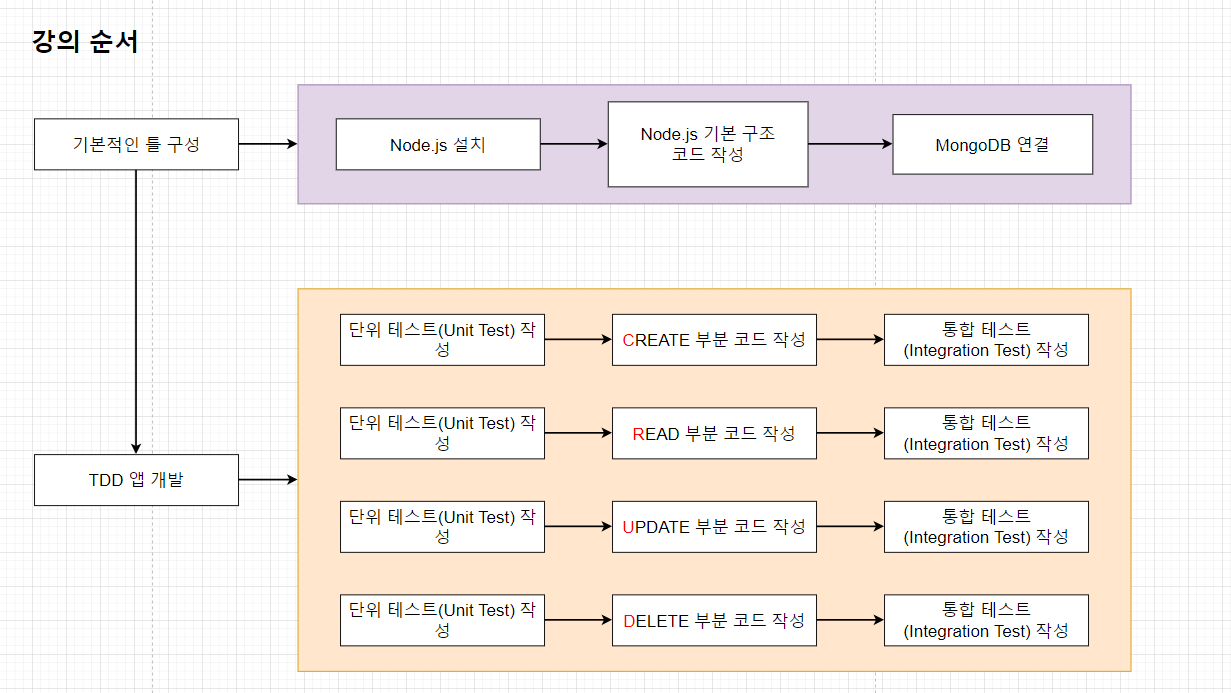 강의 순서
기본적인 틀 구성
Node.js 설치
Node.js 기본 구조
코드 작성
MongoDB 연결
단위 테스트(Unit Test) 작
성
CREATE 부분 코드 작성
통합 테스트
(Integration Test) 작성
단위 테스트(Unit Test) 작
성
READ 부분 코드 작성
통합 테스트
(Integration Test) 작성
TDD 앱 개발
단위 테스트(Unit Test) 작
성
UPDATE 부분 코드 작성
통합 테스트
(Integration Test) 작성
단위 테스트(Unit Test) 작
성
DELETE 부분 코드 작성
통합 테스트
(Integration Test) 작성